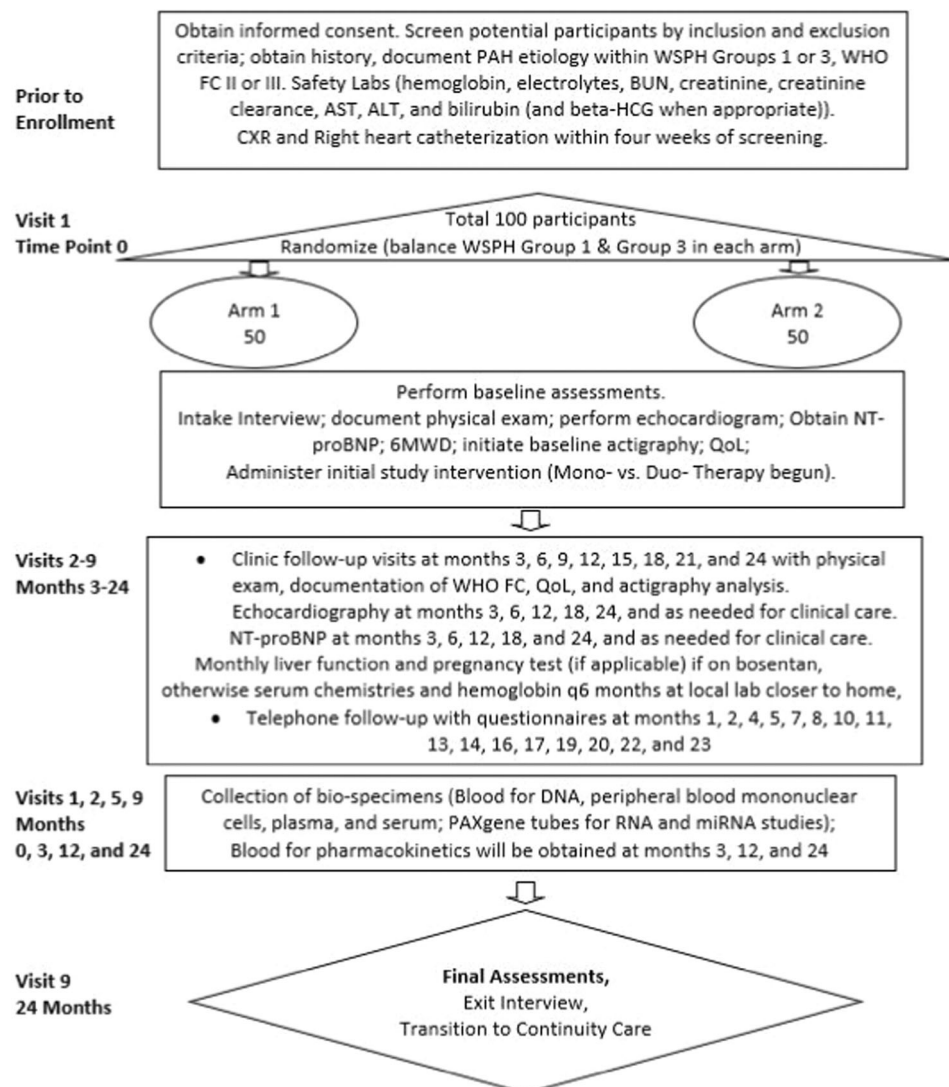 Obtain informed consent. Screen potential participants by inclusion and exclusion
criteria; obtain history, document PAH etiology within WSPH Groups 1 or 3, WHO
FC II or III. Safety Labs (hemoglobin, electrolytes, BUN, creatinine, creatinine
clearance, AST, ALT, and bilirubin (and beta-HCG when appropriate)).
CXR and Right heart catheterization within four weeks of screening.
Prior to
Enrollment
Visit 1
Time Point 0
Total 100 participants
Randomize (balance WSPH Group 1 & Group 3 in each arm)
Arm 1
50
Arm 2
50
Perform baseline assessments.
Intake Interview; document physical exam; perform echocardiogram; Obtain NT-
proBNP; 6MWD; initiate baseline actigraphy; QoL;
Administer initial study intervention (Mono- vs. Duo- Therapy begun).
Visits 2-9
Months 3-24
• Clinic follow-up visits at months 3, 6, 9, 12, 15, 18, 21, and 24 with physical
exam, documentation of WHO FC, QoL, and actigraphy analysis.
Echocardiography at months 3, 6, 12, 18, 24, and as needed for clinical care.
NT-proBNP at months 3, 6, 12, 18, and 24, and as needed for clinical care.
Monthly liver function and pregnancy test (if applicable) if on bosentan,
otherwise serum chemistries and hemoglobin q6 months at local lab closer to home,
• Telephone follow-up with questionnaires at months 1, 2, 4, 5, 7, 8, 10, 11,
13, 14, 16, 17, 19, 20, 22, and 23
Visits 1, 2, 5, 9
Months
0, 3, 12, and 24
Collection of bio-specimens (Blood for DNA, peripheral blood mononuclear
cells, plasma, and serum; PAXgene tubes for RNA and miRNA studies);
Blood for pharmacokinetics will be obtained at months 3, 12, and 24
Visit 9
24 Months
Final Assessments,
Exit Interview,
Transition to Continuity Care